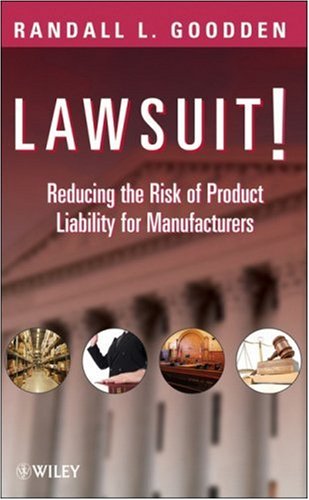 RANDALL L. GOODDEN
LAWSUIT!
Reducing the Risk of Product
Liability for Manufacturers
WILEY